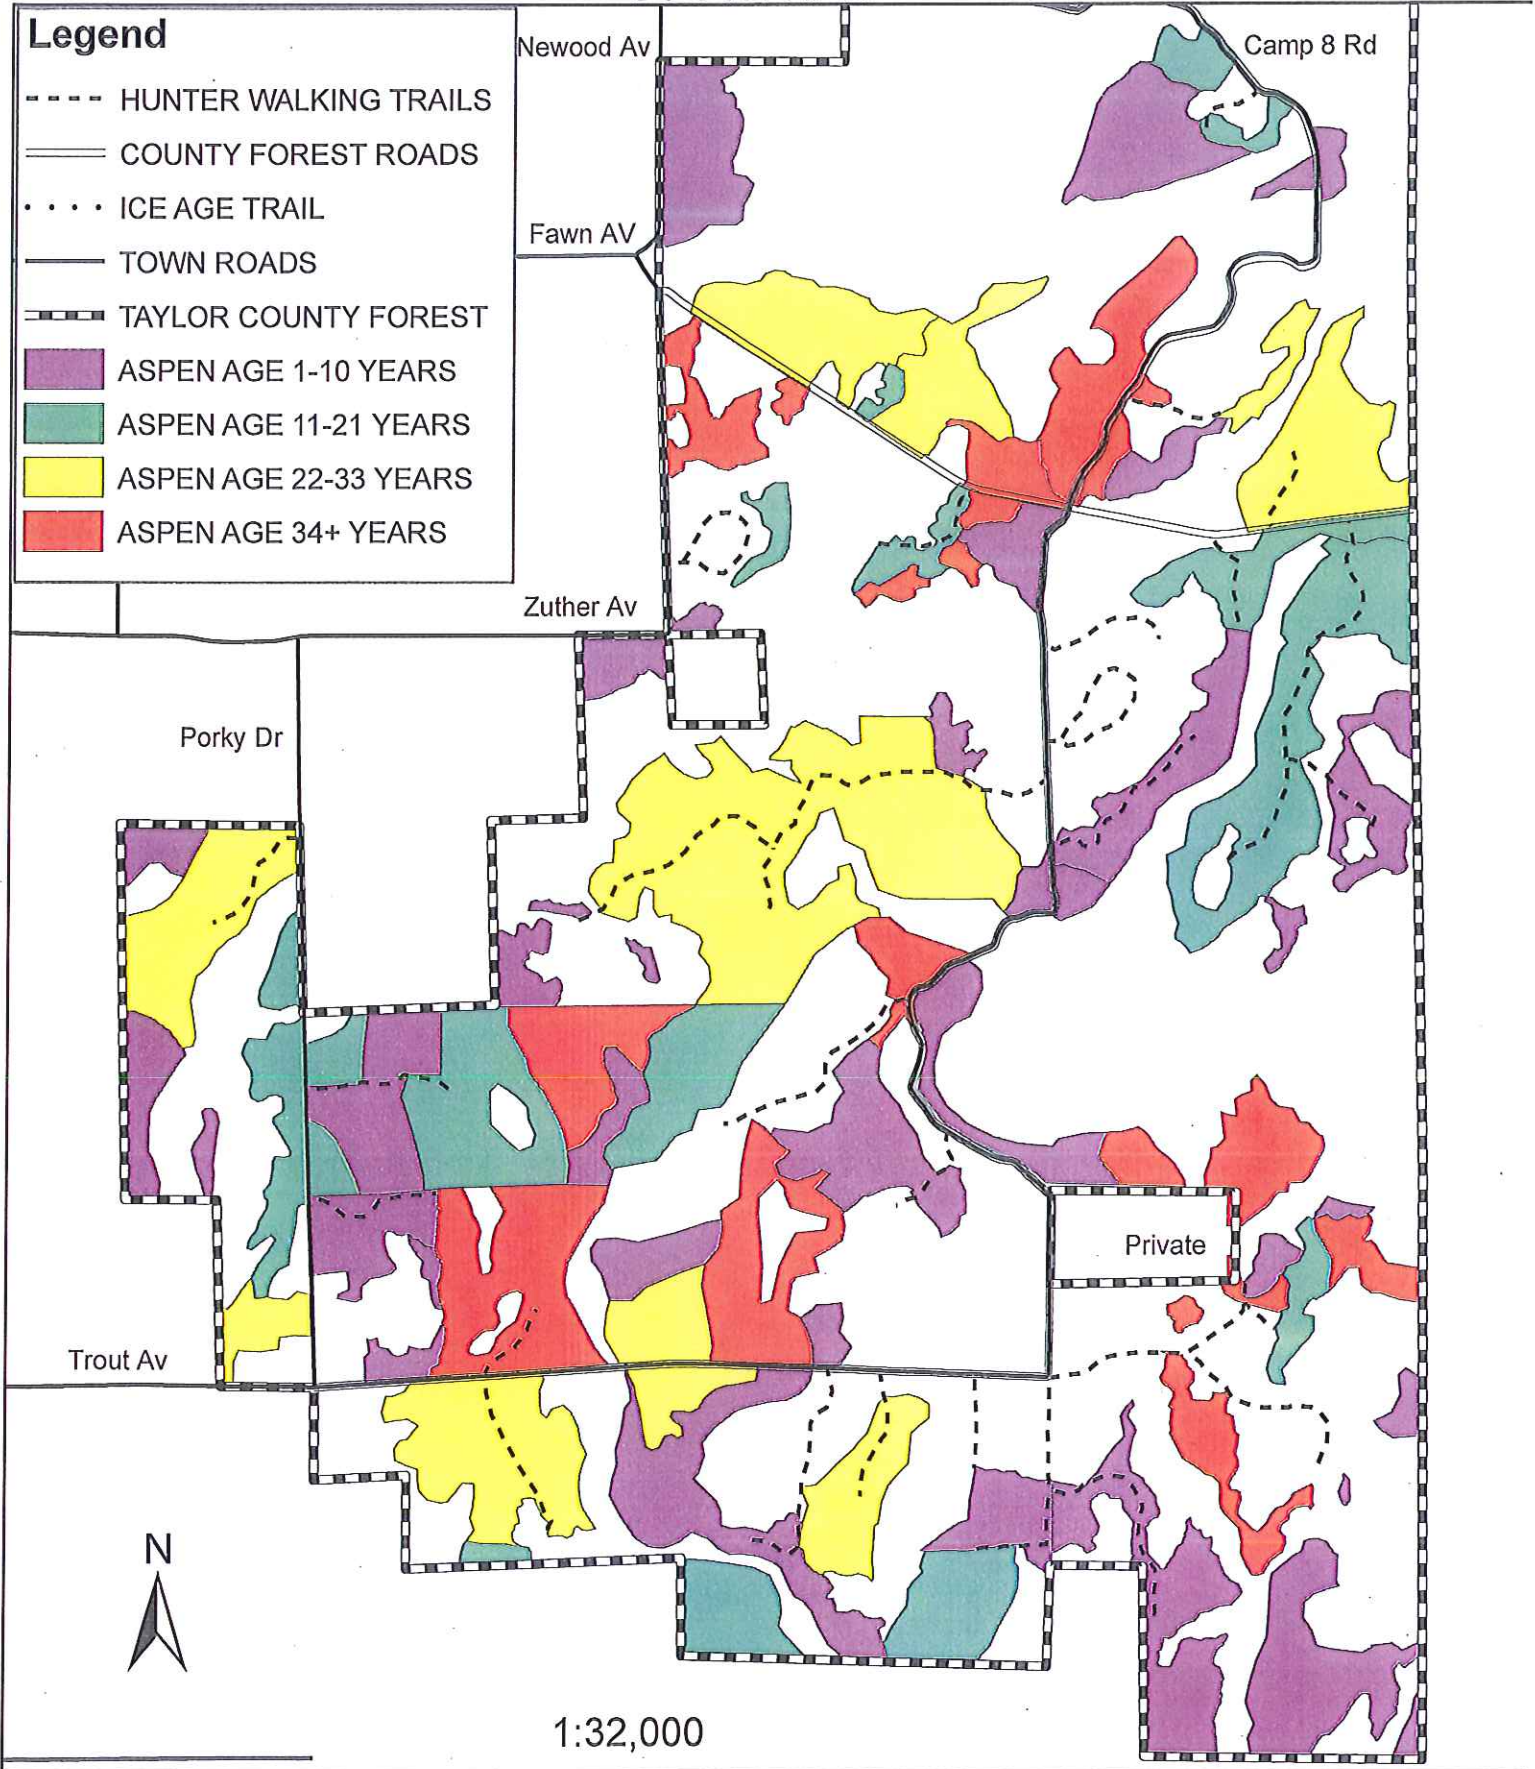 Legend
HUNTER WALKING TRAILS
COUNTY FOREST ROADS
ICE AGE TRAIL
TOWN ROADS
TAYLOR COUNTY FOREST
ASPEN AGE 1-10 YEARS
ASPEN AGE 11-21 YEARS
ASPEN AGE 22-33 YEARS
ASPEN AGE 34+ YEARS
Newood Av
Camp 8 Rd
Fawn AV
Zuther Av
Porky Dr
Private
Trout Av
N
1:32,000